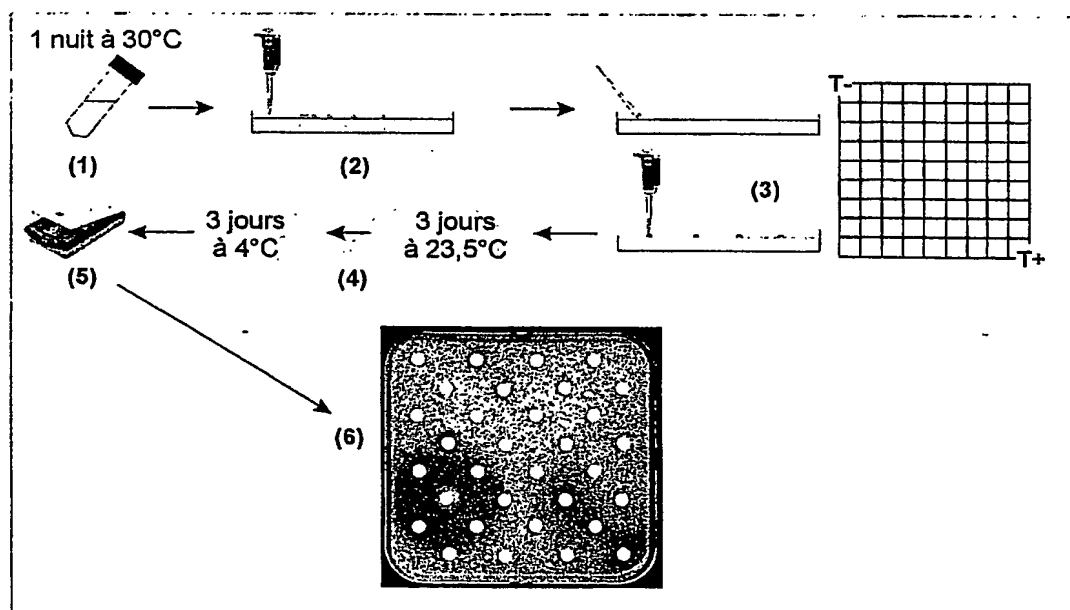 1 nuit à 30°C
T-
(1)
(2)
(3)
3 jours
à 4°C
3 jours
à 23,5°C
T+
(5)
(4)
(6)